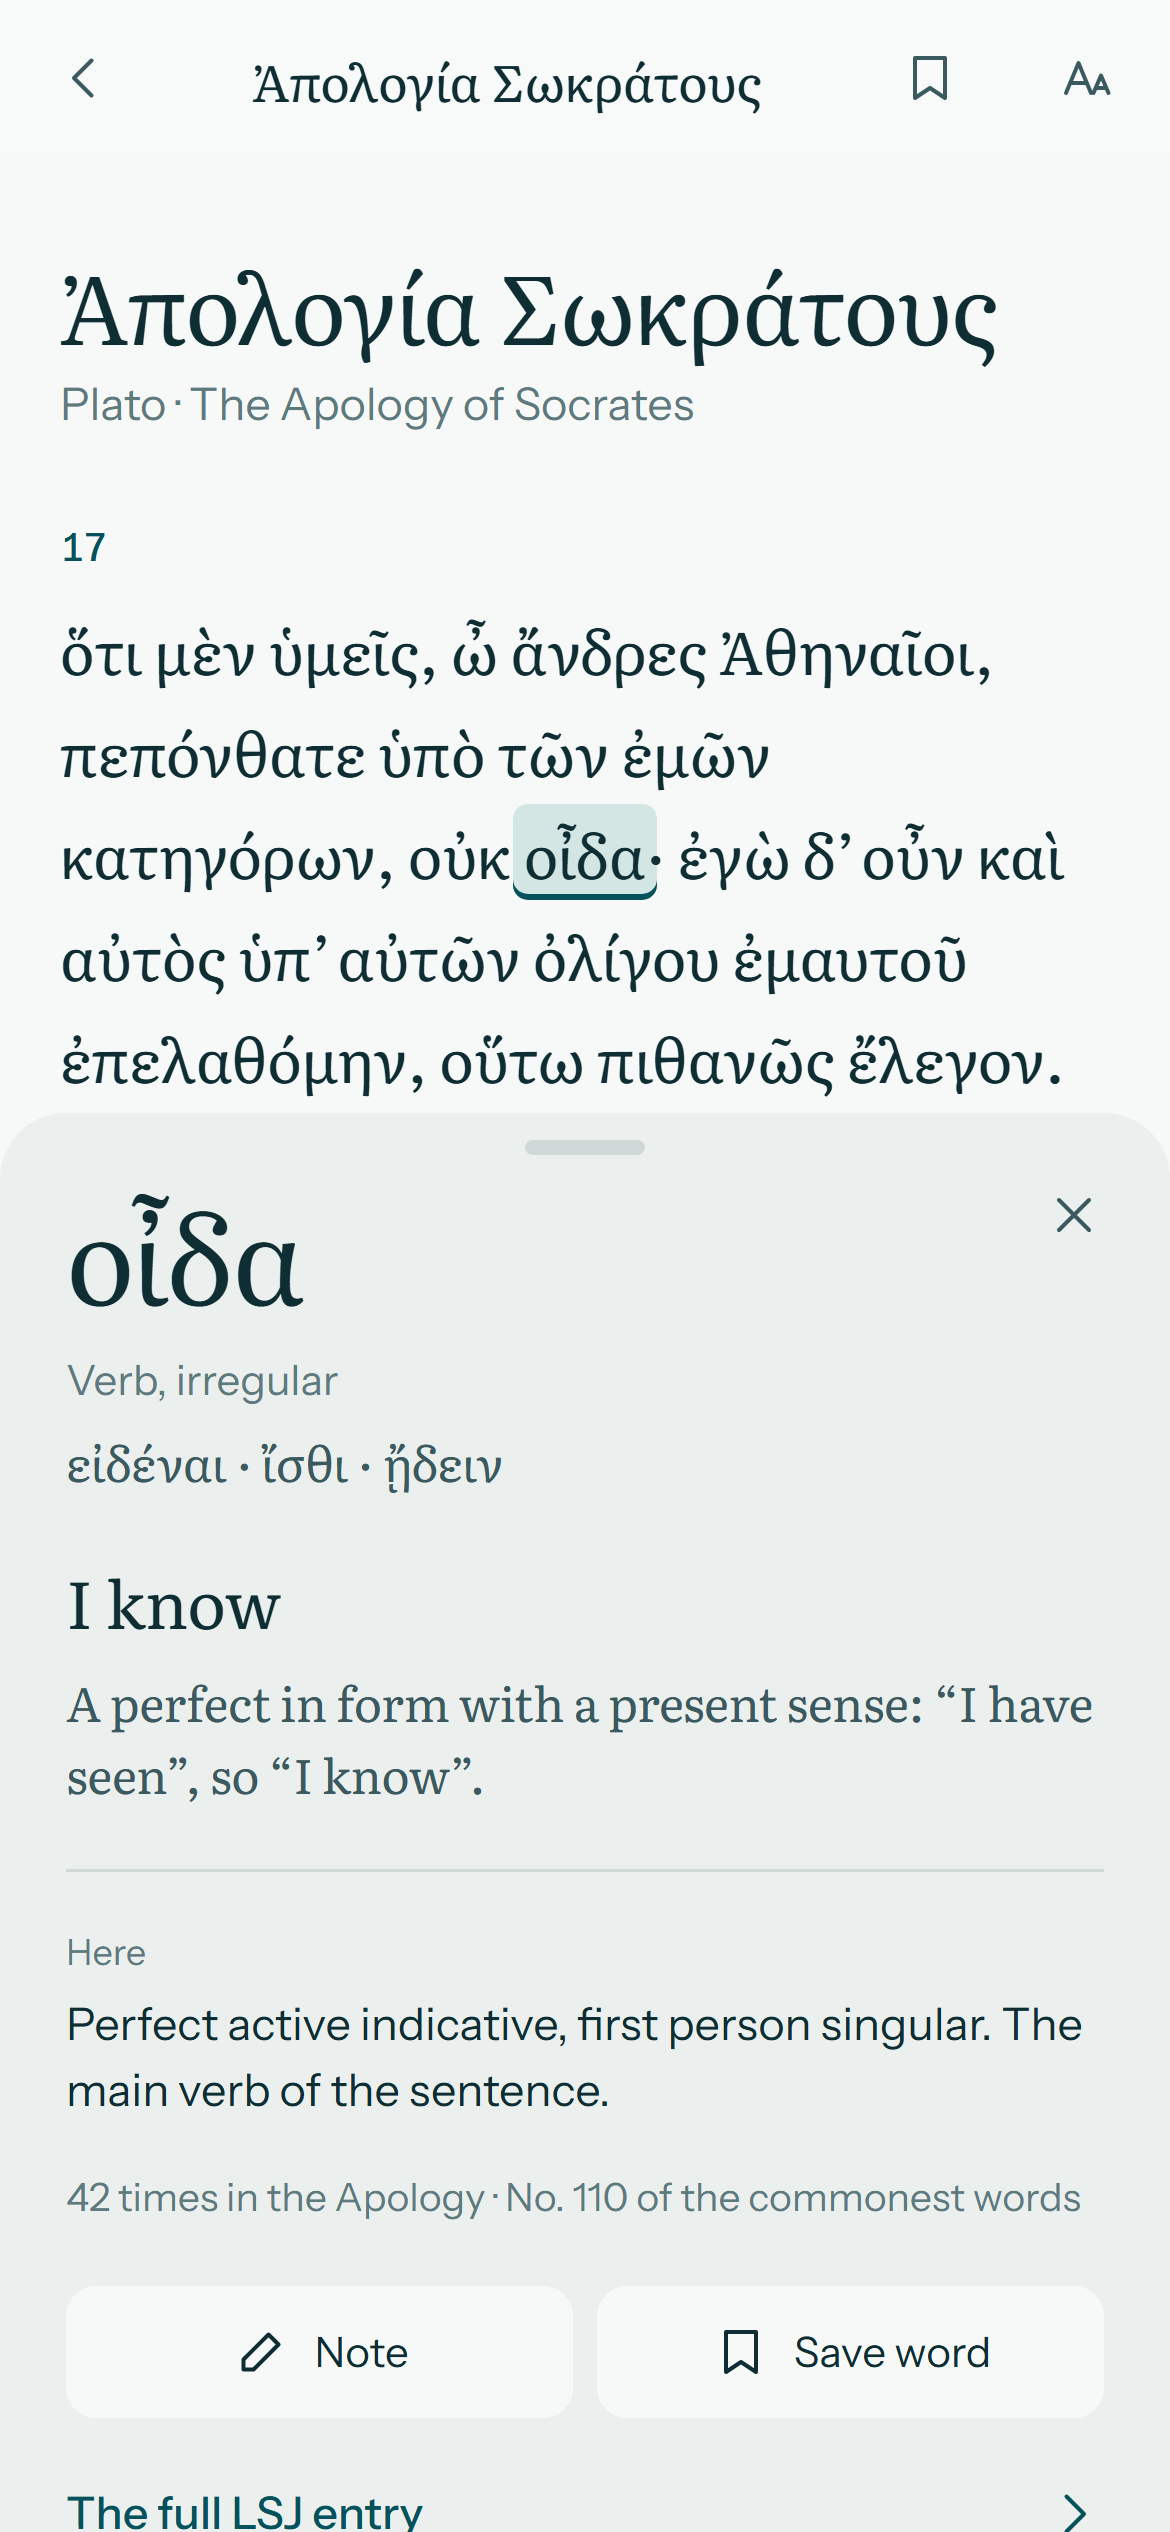 Ἀπολογία Σωκράτους
Ἀπολογία Σωκράτους
Plato · The Apology of Socrates
17
ὅτι μὲν ὑμεῖς, ὦ ἄνδρες Ἀθηναῖοι,
πεπόνθατε ὑπὸ τῶν ἐμῶν
κατηγόρων, οὐκ οἶδα· ἐγὼ δ’ οὖν καὶ
αὐτὸς ὑπ’ αὐτῶν ὀλίγου ἐμαυτοῦ
ἐπελαθόμην, οὕτω πιθανῶς ἔλεγον.
οἶδα
Verb, irregular
εἰδέναι · ἴσθι · ᾔδειν
I know
A perfect in form with a present sense: “I have
seen”, so “I know”.
Here
Perfect active indicative, first person singular. The
main verb of the sentence.
42 times in the Apology · No. 110 of the commonest words
Note
Save word
The full LSJ entry